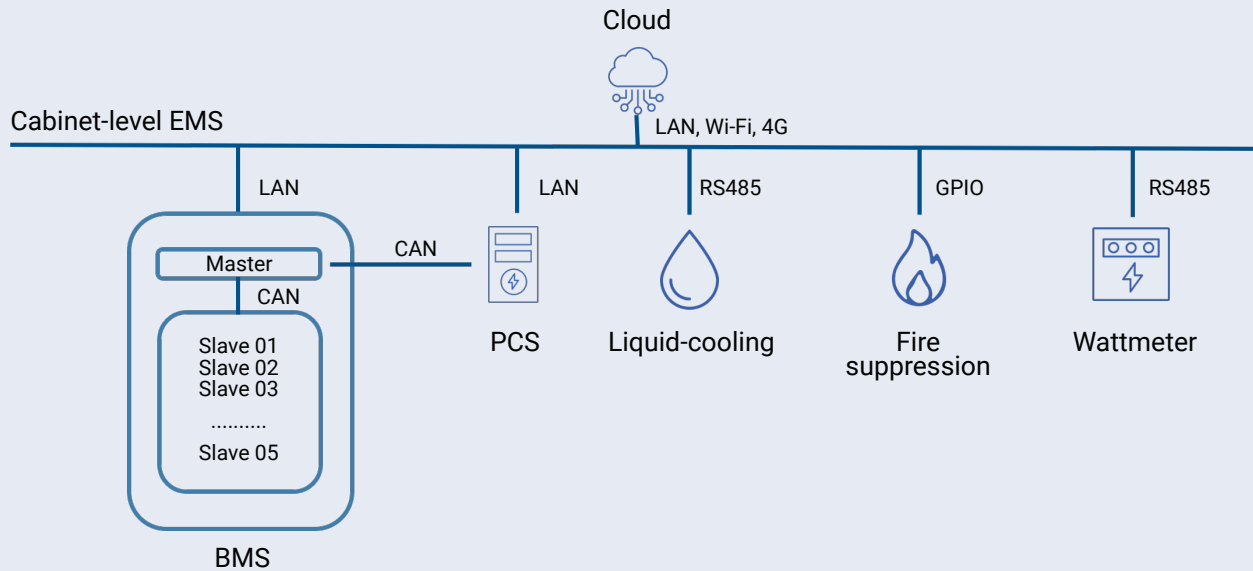 Cloud
Cabinet-level EMS
LAN, Wi-Fi, 4G
LAN
LAN
RS485
GPIO
RS485
Master
CAN
CAN
Slave 01
Slave 02
Slave 03
..........
Slave 05
BMS
PCS
Liquid-cooling
Fire
suppression
Wattmeter